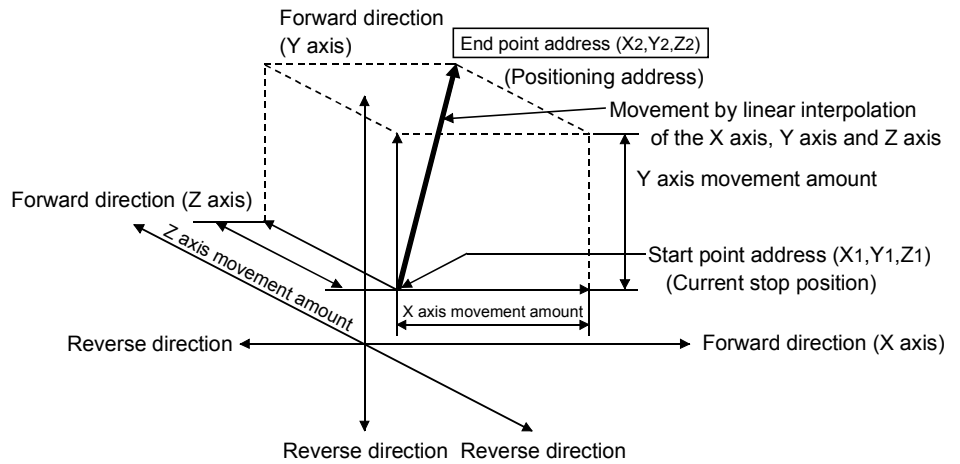 Forward direction
(Y axis)
End point address (X2,Y2,Z2)
(Positioning address)
Movement by linear interpolation
of the X axis, Y axis and Z axis
Y axis movement amount
Forward direction (Z axis)
Z axis movement amount
Start point address (X1,Y1,Z1)
(Current stop position)
X axis movement amount
Reverse direction
Forward direction (X axis)
Reverse direction
Reverse direction